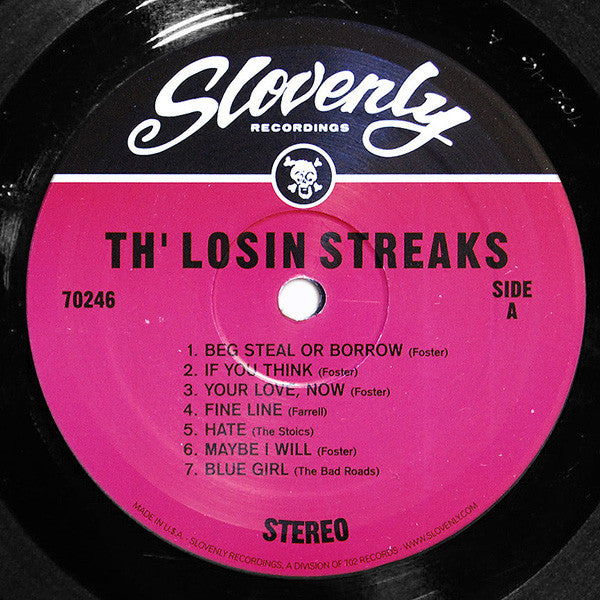 Slovenly
RECORDINGS
TH' LOSIN STREAKS
70246
SIDE
A
1. BEG STEAL OR BORROW (Foster)
2. IF YOU THINK (Foster)
3. YOUR LOVE, NOW (Foster)
4. FINE LINE (Farrell)
5. HATE (The Stoics)
6. MAYBE I WILL (Foster)
7. BLUE GIRL (The Bad Roads)
STEREO
MADE IN U.S.A. - SLOVENLY RECORDINGS, A DIVISION OF 702 RECORDS - WWW.SLOVENLY.COM